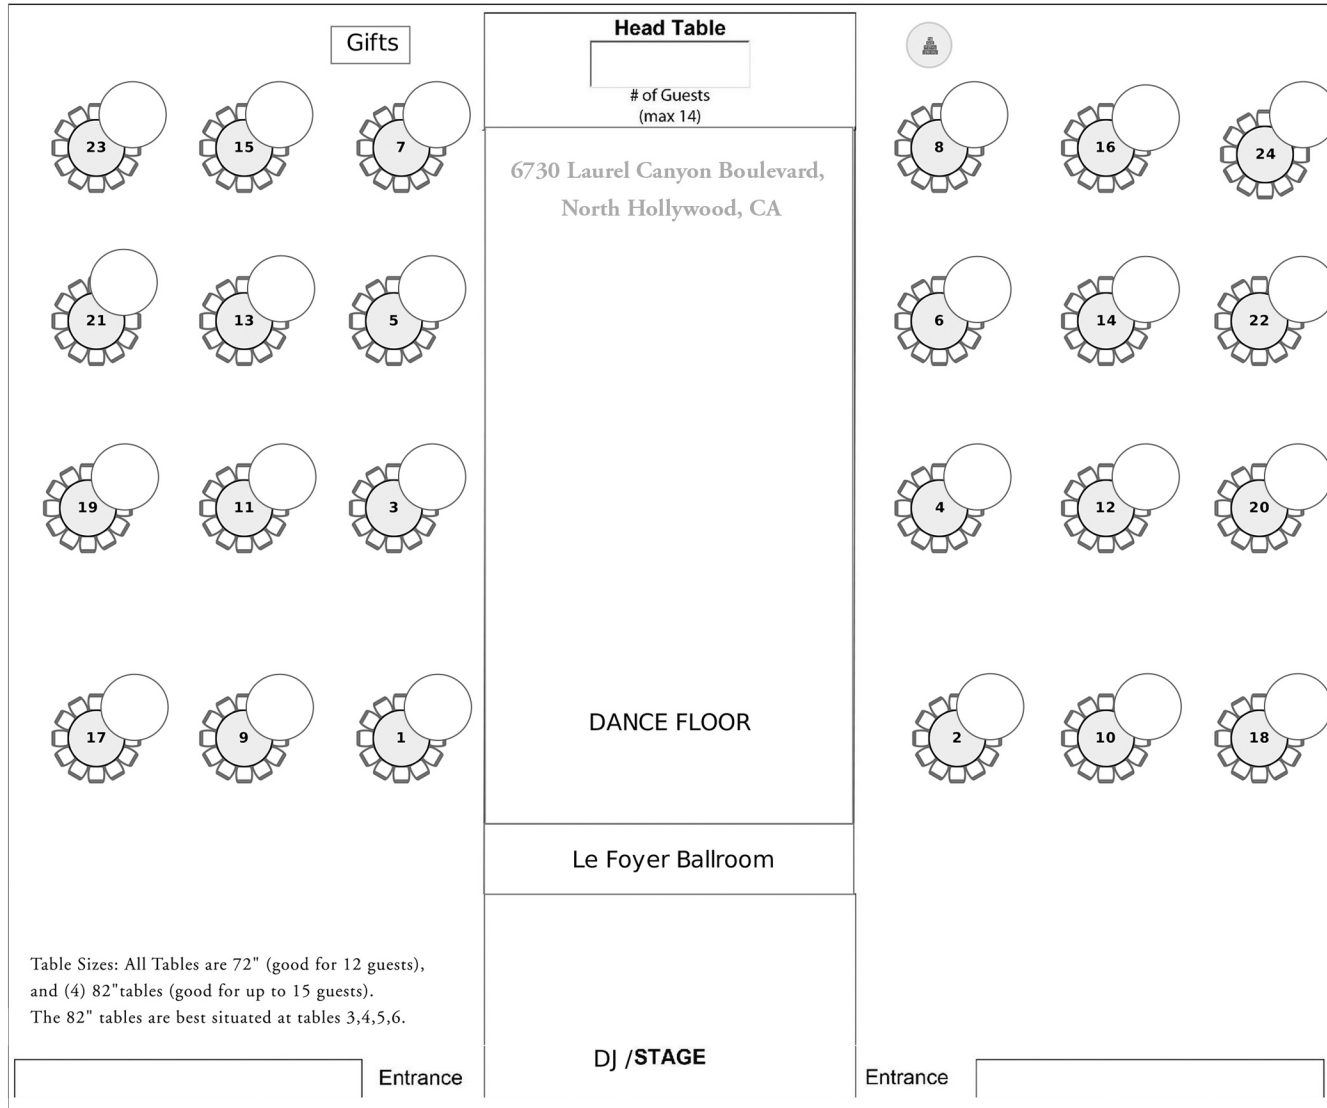 Gifts
Head Table
# of Guests
(max 14)
23
15
7
8
16
24
6730 Laurel Canyon Boulevard,
North Hollywood, CA
21
13
5
6
14
22
19
11
3
4
12
20
17
9
1
DANCE FLOOR
2
10
18
Le Foyer Ballroom
Table Sizes: All Tables are 72" (good for 12 guests),
and (4) 82"tables (good for up to 15 guests).
The 82" tables are best situated at tables 3,4,5,6.
Entrance
DJ /STAGE
Entrance